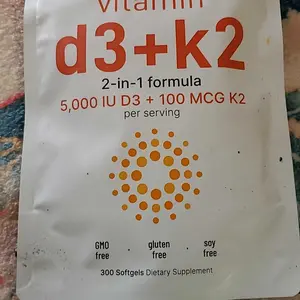 vitamin
d3+k2
2-in-1 formula
5,000 IU D3 + 100 MCG K2
per serving
GMO free · gluten free · soy free
300 Softgels Dietary Supplement